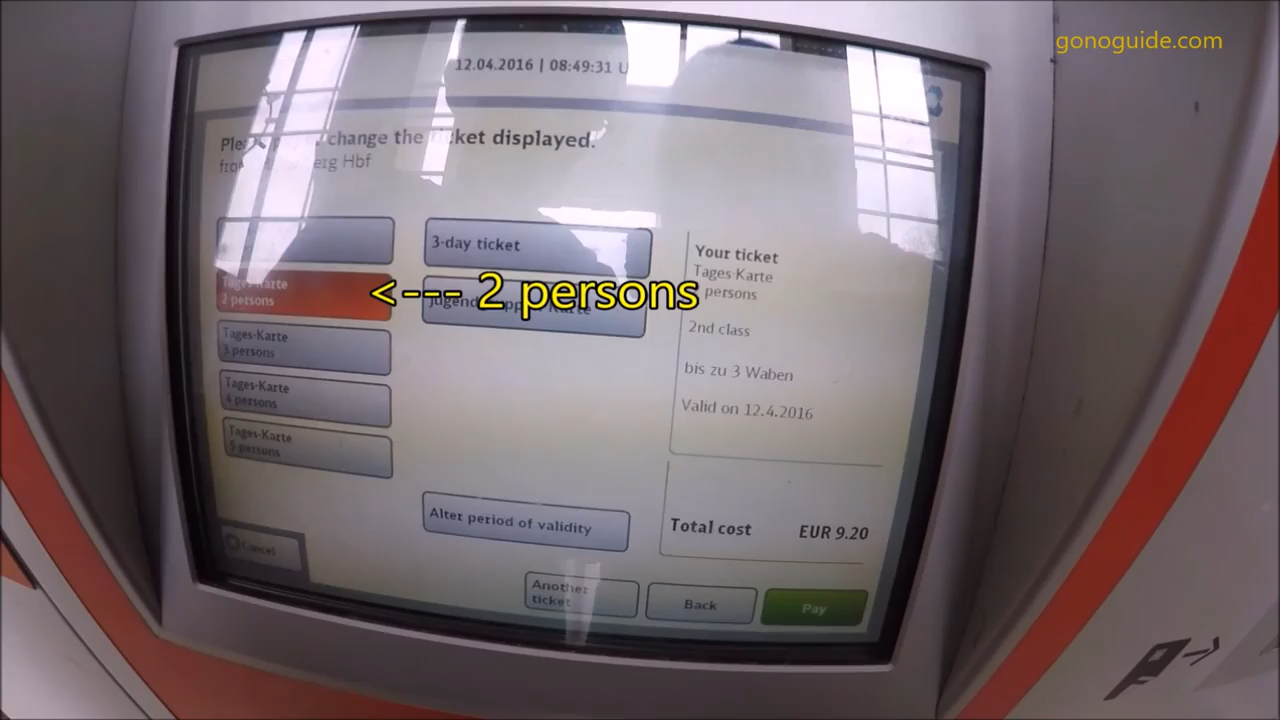 gonoguide.com
12.04.2016 | 08:49:31 U
change the ticket displayed.
erg Hbf
3-day ticket
Tages-Karte
2 persons
<--- 2 persons
Tages-Karte
3 persons
Tages-Karte
4 persons
Tages-Karte
5 persons
Your ticket
Tages-Karte
persons
2nd class
bis zu 3 Waben
Valid on 12.4.2016
Alter period of validity
Total cost EUR 9.20
Cancel
Another
ticket
Back
Pay